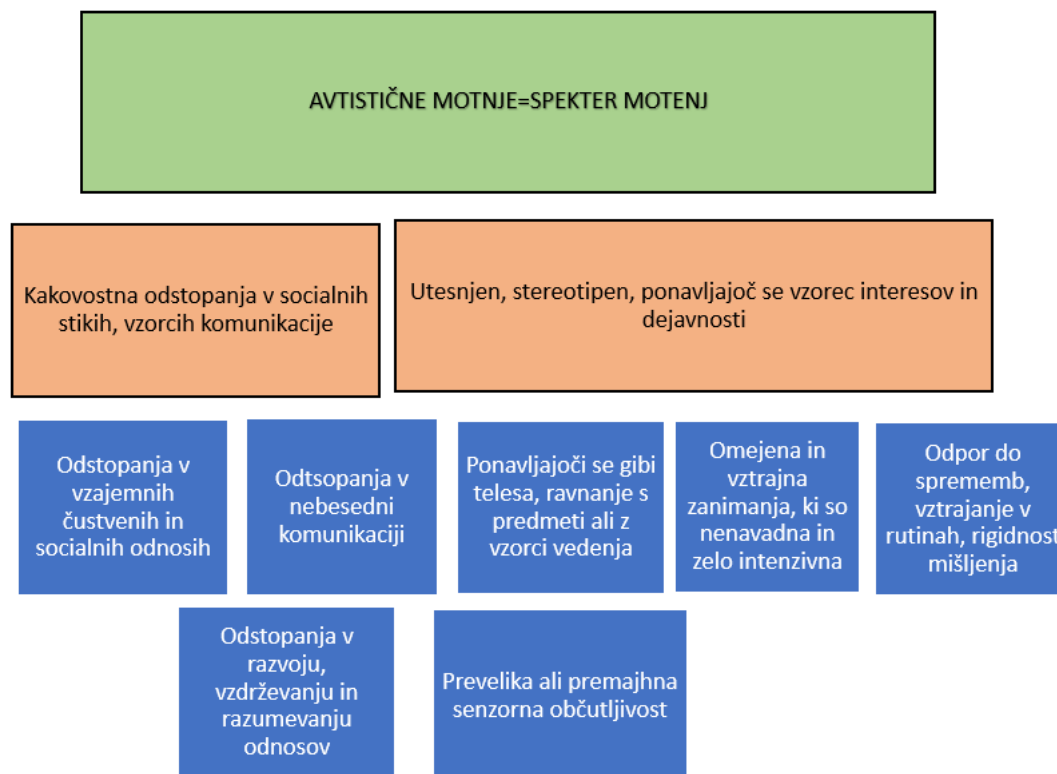 AVTISTIČNE MOTNJE=SPEKTER MOTENJ
Kakovostna odstopanja v socialnih
stikih, vzorcih komunikacije
Utesnjen, stereotipen, ponavljajoč se vzorec interesov in
dejavnosti
Odstopanja v
vzajemnih
čustvenih in
socialnih odnosih
Odtsopanja v
nebesedni
komunikaciji
Ponavljajoči se gibi
telesa, ravnanje s
predmeti ali z
vzorci vedenja
Omejena in
vztrajna
zanimanja, ki so
nenavadna in
zelo intenzivna
Odpor do
sprememb,
vztrajanje v
rutinah, rigidnost
mišljenja
Odstopanja v
razvoju,
vzdrževanju in
razumevanju
odnosov
Prevelika ali premajhna
senzorna občutljivost